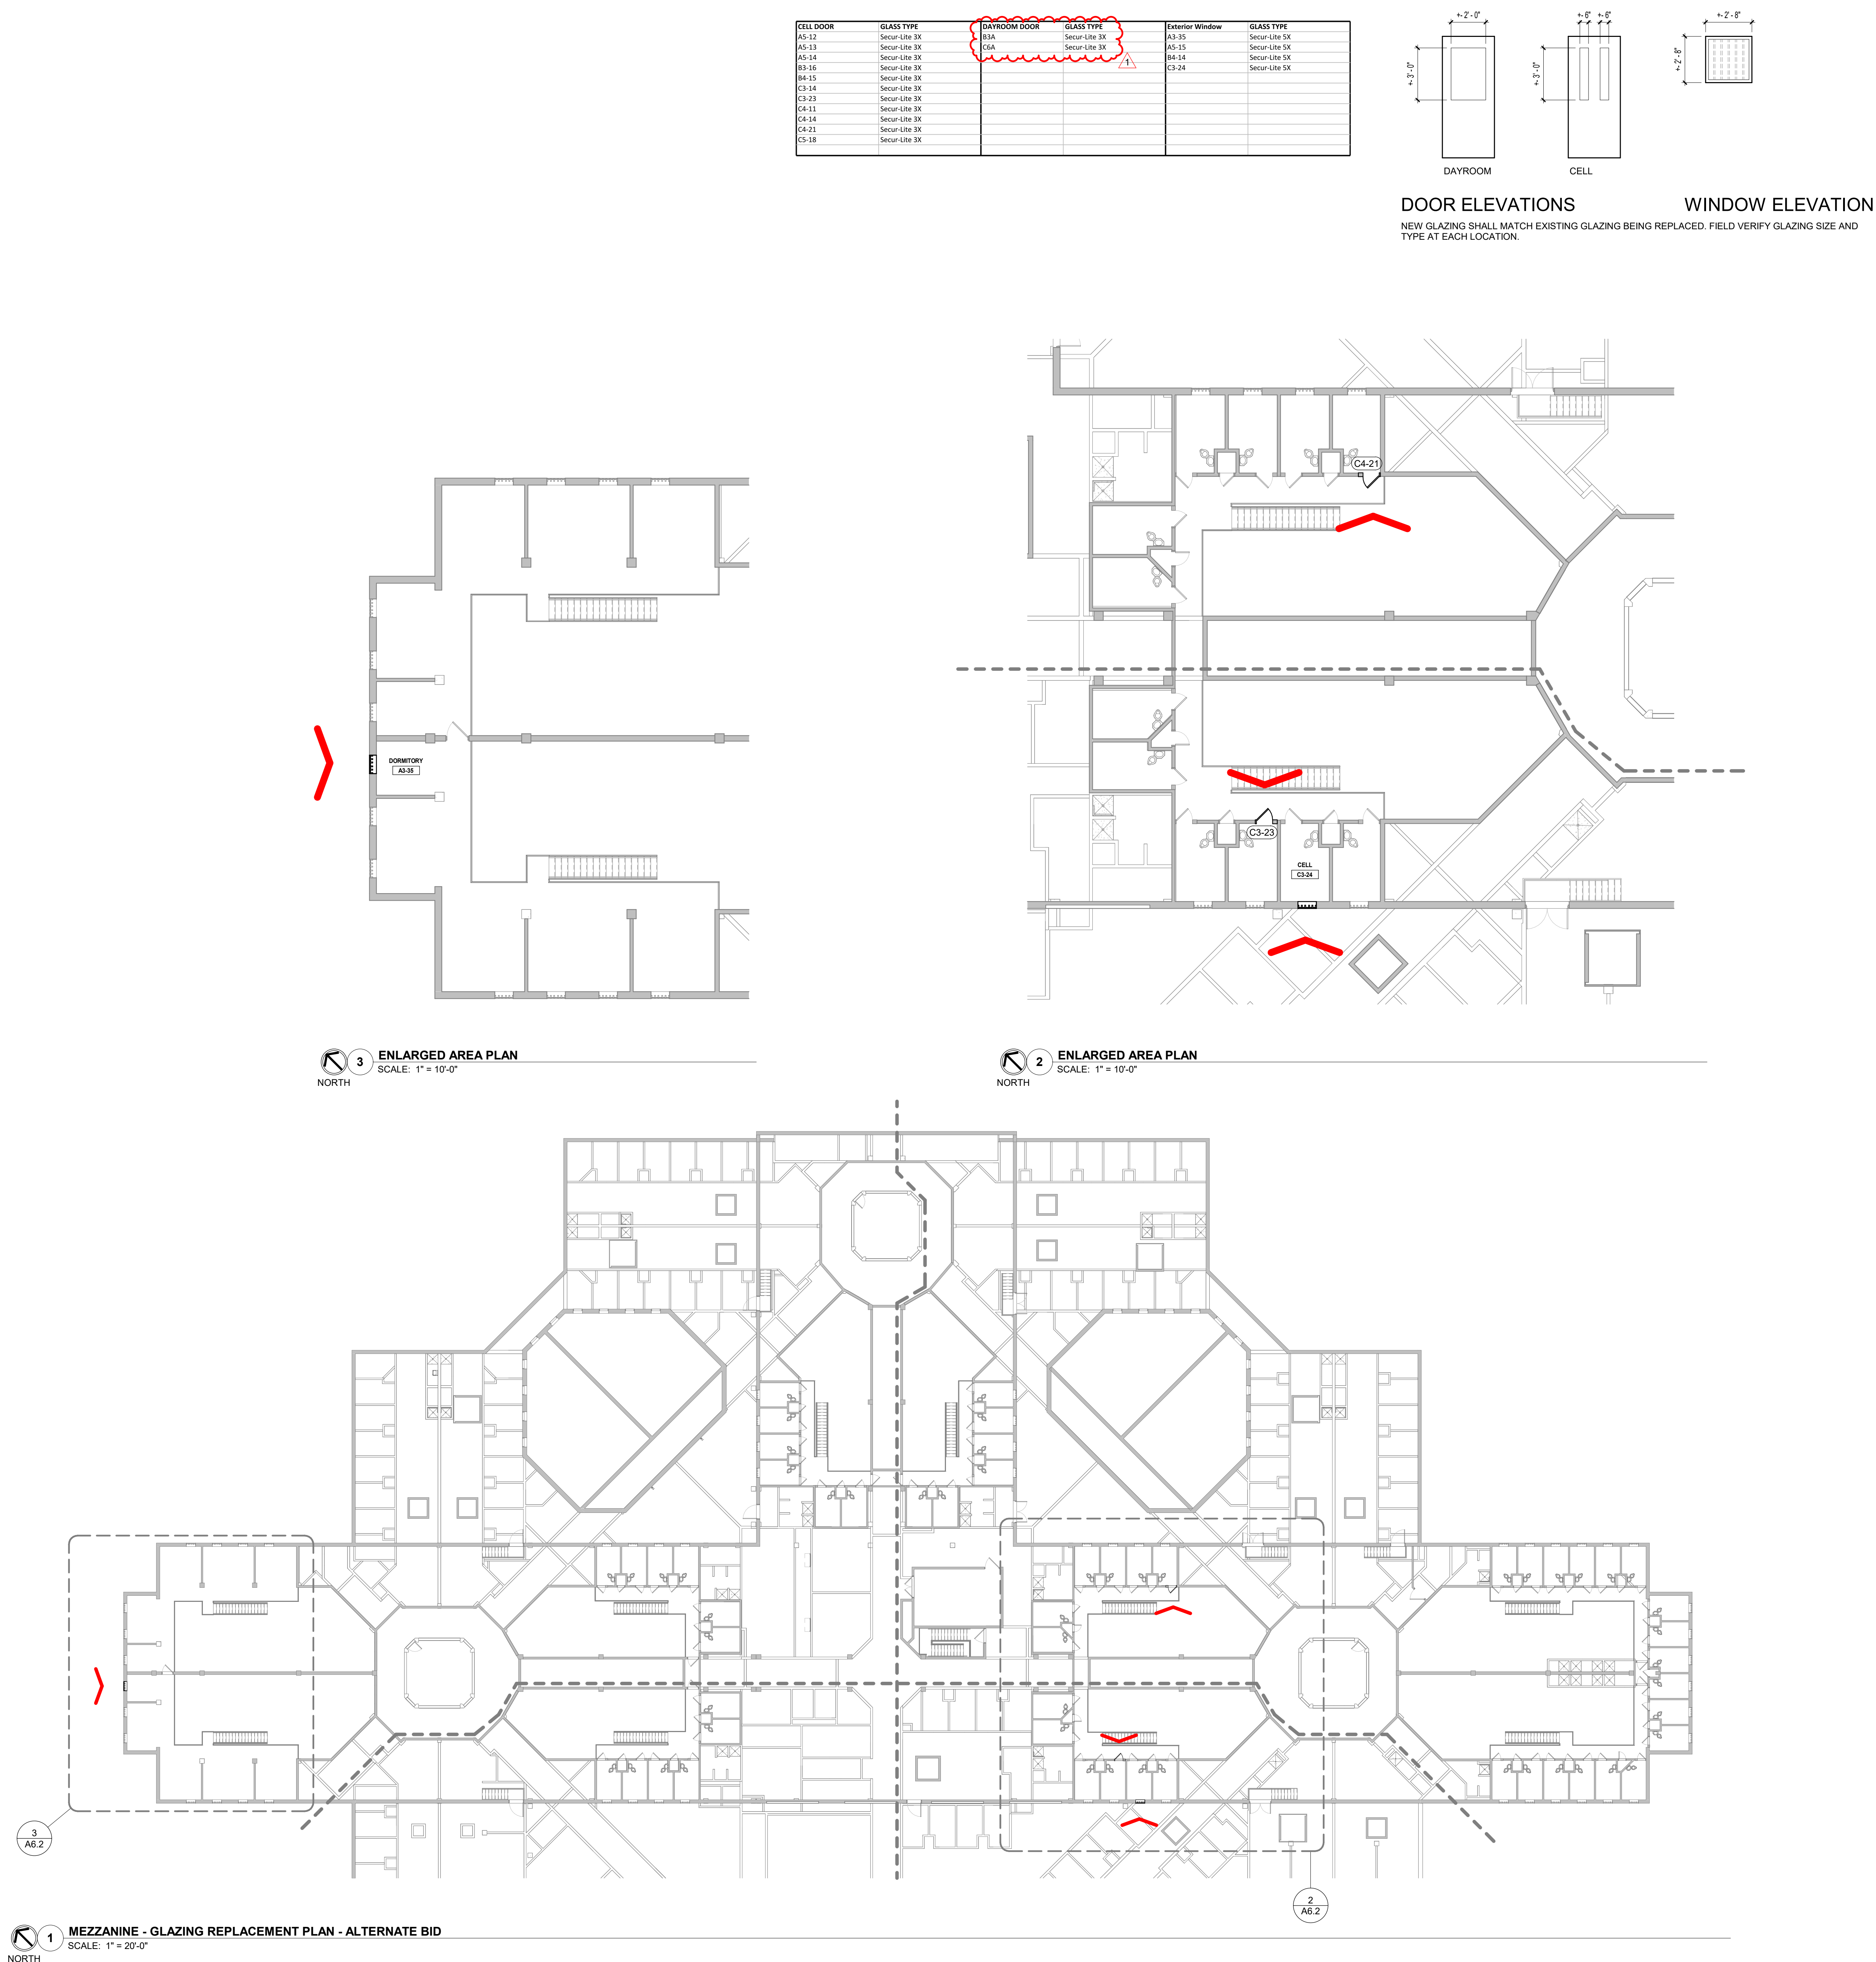 CELL DOOR GLASS TYPE DAYROOM DOOR GLASS TYPE Exterior Window GLASS TYPE
A5-12 Secur-Lite 3X B3A Secur-Lite 3X A3-35 Secur-Lite 5X
A5-13 Secur-Lite 3X C6A Secur-Lite 3X A5-15 Secur-Lite 5X
A5-14 Secur-Lite 3X B4-14 Secur-Lite 5X
B3-16 Secur-Lite 3X 1 C3-24 Secur-Lite 5X
B4-15 Secur-Lite 3X
C3-14 Secur-Lite 3X
C3-23 Secur-Lite 3X
C4-11 Secur-Lite 3X
C4-14 Secur-Lite 3X
C4-21 Secur-Lite 3X
C5-18 Secur-Lite 3X
+- 2' - 0"
+- 3' - 0"
DAYROOM
+- 6" +- 6"
+- 3' - 0"
CELL
+- 2' - 8"
+- 2' - 8"
DOOR ELEVATIONS
WINDOW ELEVATION
NEW GLAZING SHALL MATCH EXISTING GLAZING BEING REPLACED. FIELD VERIFY GLAZING SIZE AND
TYPE AT EACH LOCATION.
DORMITORY
A3-35
C4-21
C3-23
CELL
C3-24
3 ENLARGED AREA PLAN
SCALE: 1" = 10'-0"
NORTH
2 ENLARGED AREA PLAN
SCALE: 1" = 10'-0"
NORTH
3
A6.2
2
A6.2
1 MEZZANINE - GLAZING REPLACEMENT PLAN - ALTERNATE BID
SCALE: 1" = 20'-0"
NORTH